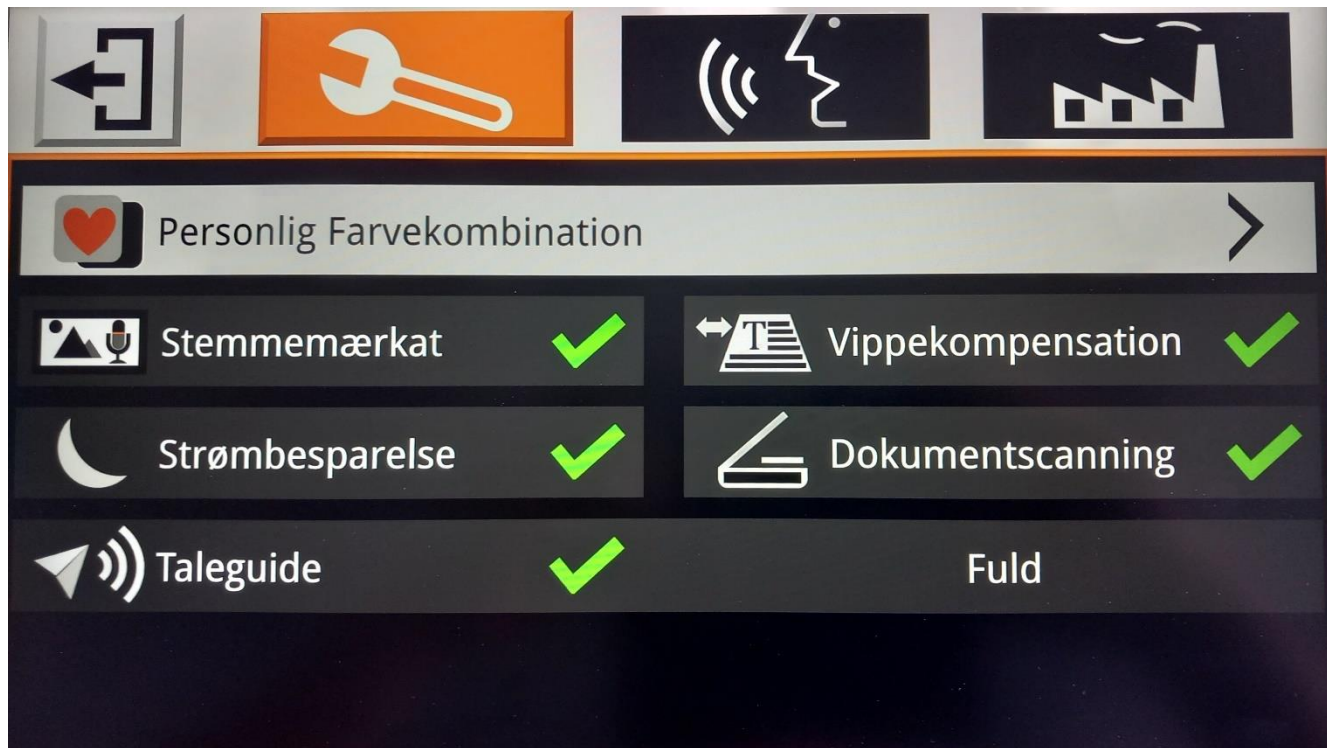 Personlig Farvekombination
Stemmemærkat
Vippekompensation
Strømbesparelse
Dokumentscanning
Taleguide
Fuld